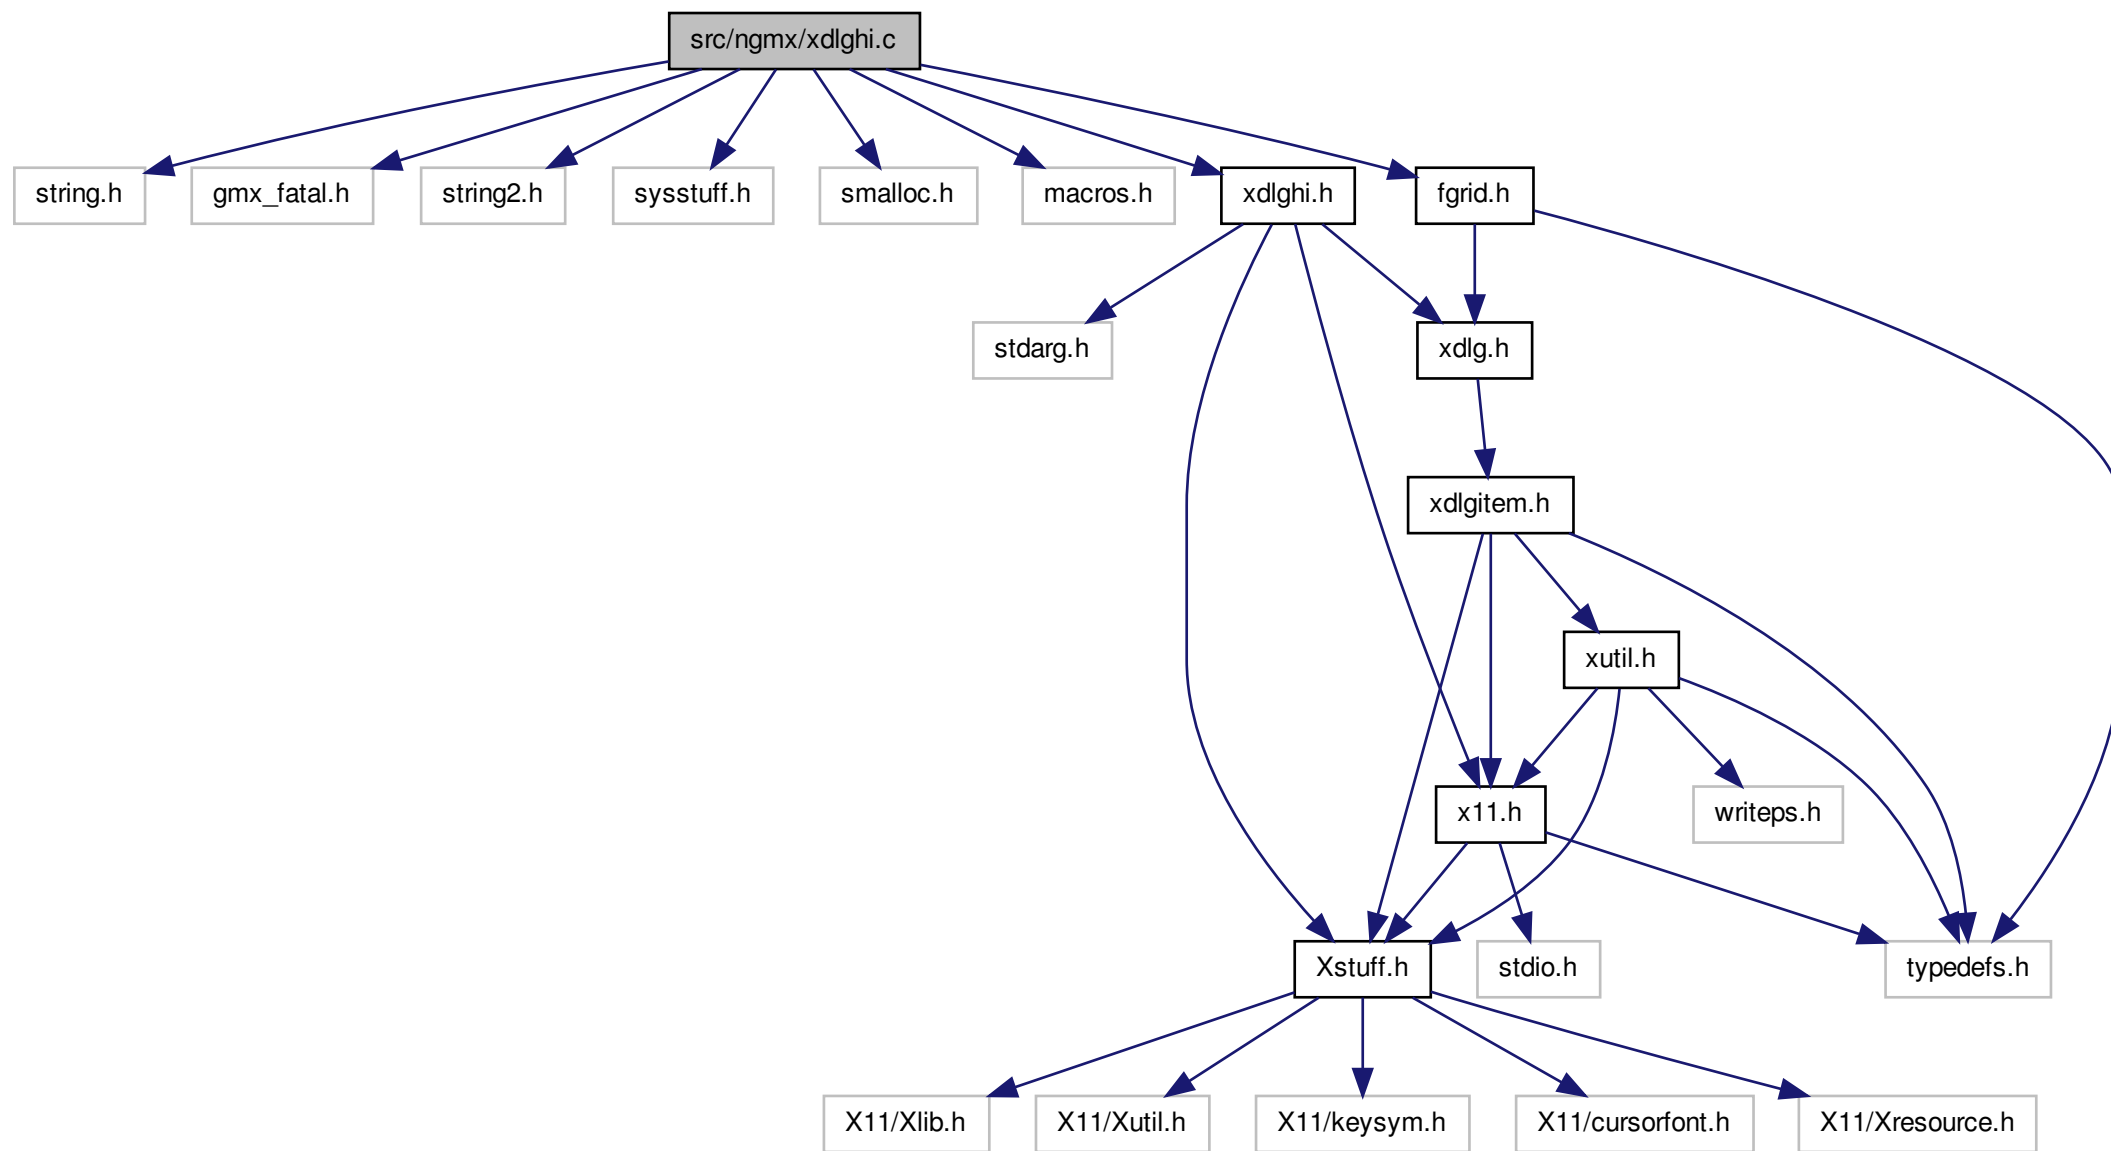 src/ngmx/xdlghi.c
string.h
gmx_fatal.h
string2.h
sysstuff.h
smalloc.h
macros.h
xdlghi.h
fgrid.h
stdarg.h
xdlg.h
xdlgitem.h
xutil.h
x11.h
writeps.h
Xstuff.h
stdio.h
typedefs.h
X11/Xlib.h
X11/Xutil.h
X11/keysym.h
X11/cursorfont.h
X11/Xresource.h